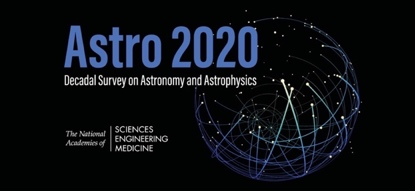 Astro 2020
Decadal Survey on Astronomy and Astrophysics
The National
Academies of
SCIENCES
ENGINEERING
MEDICINE